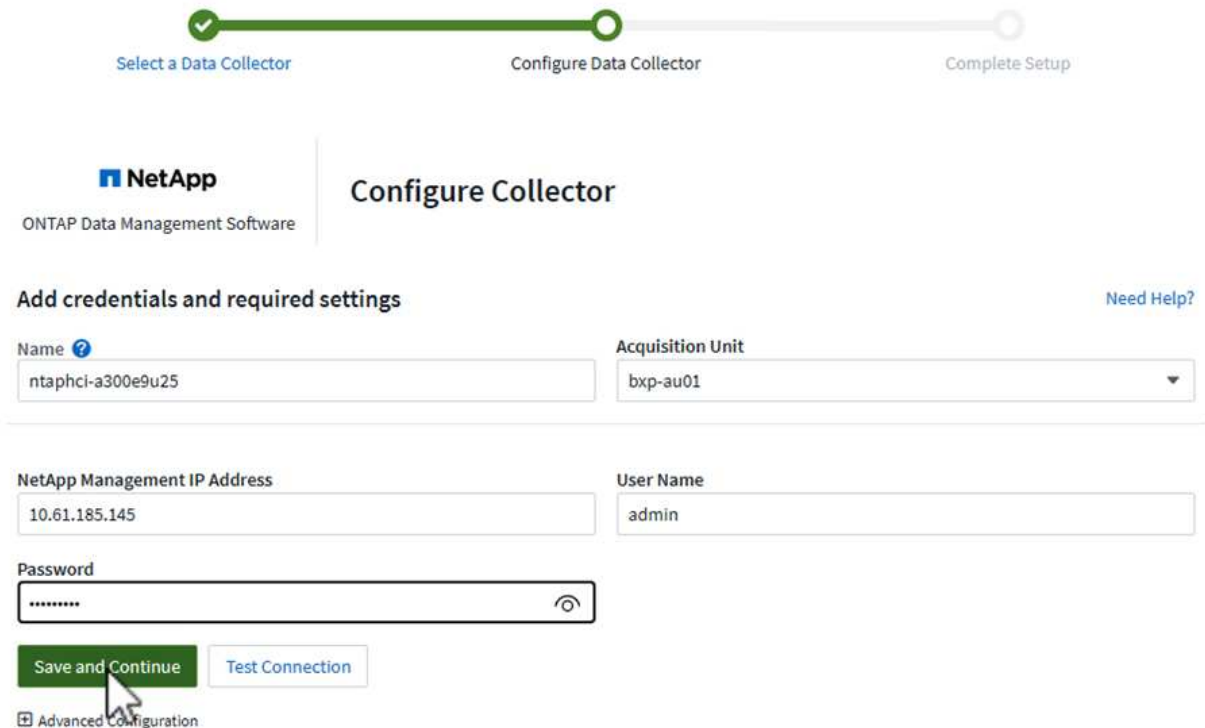 Select a Data Collector
Configure Data Collector
Complete Setup
NetApp
ONTAP Data Management Software
Configure Collector
Add credentials and required settings
Need Help?
Name
Acquisition Unit
ntaphci-a300e9u25
bxp-au01
NetApp Management IP Address
User Name
10.61.185.145
admin
Password
•••••••••
Save and Continue
Test Connection
Advanced Configuration